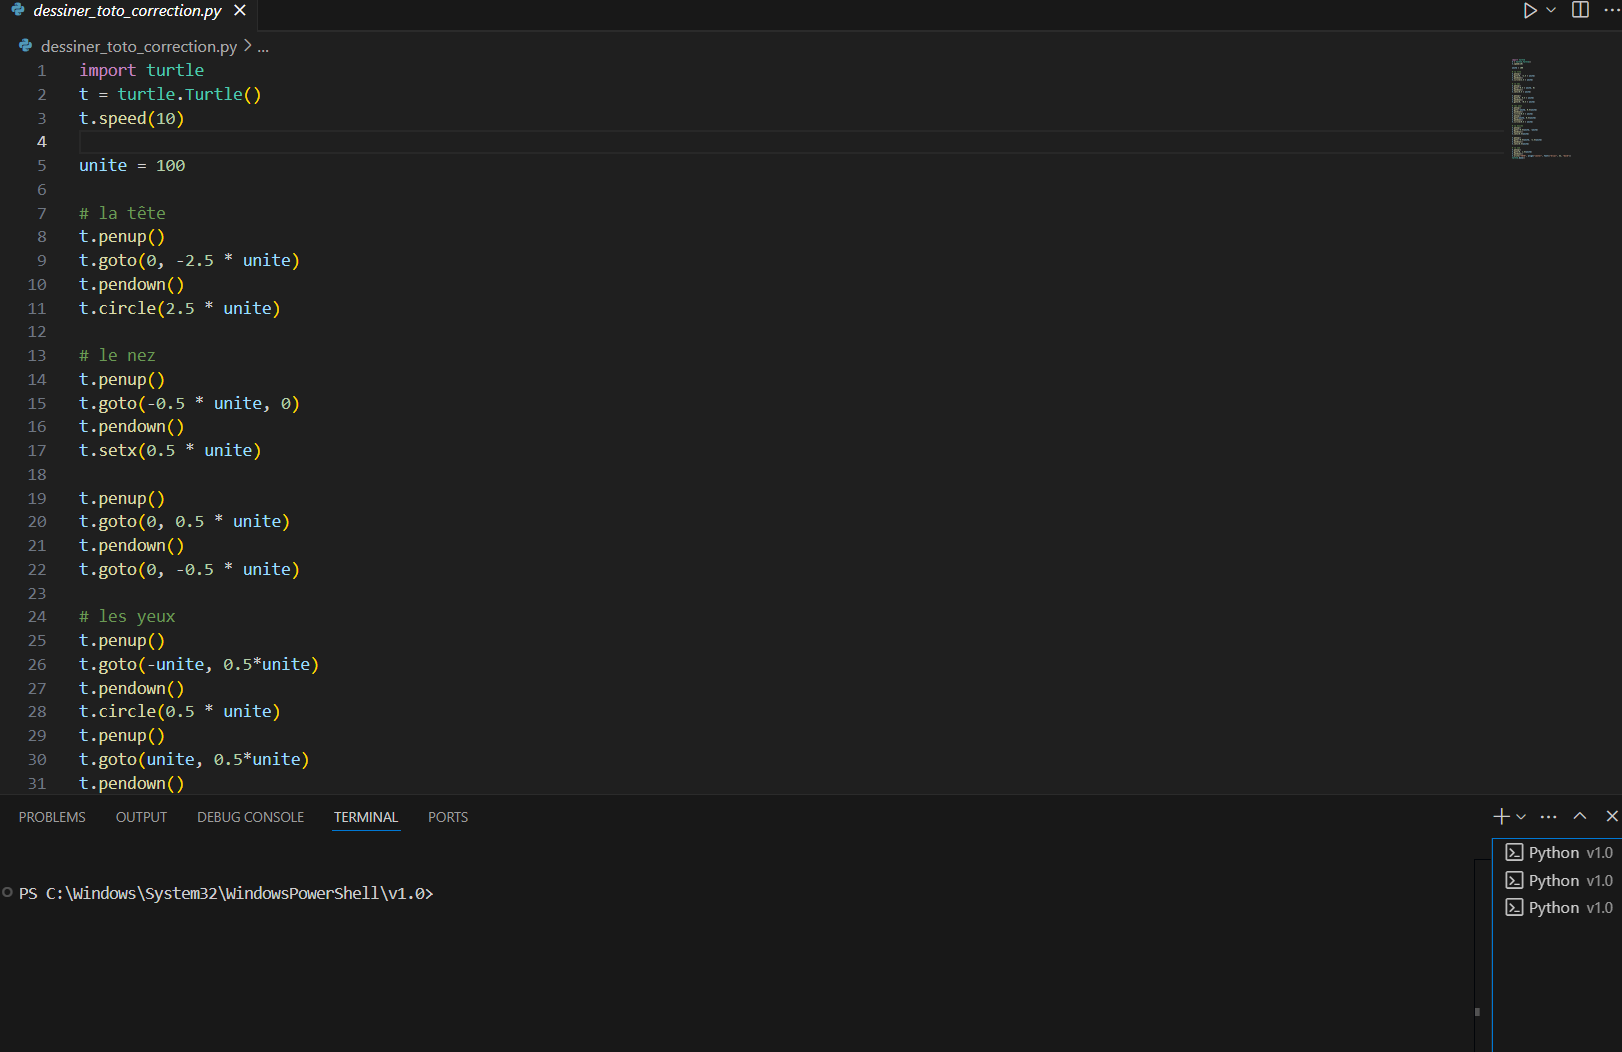 dessiner_toto_correction.py
dessiner_toto_correction.py > ...
1 import turtle
2 t = turtle.Turtle()
3 t.speed(10)
4
5 unite = 100
6
7 # la tête
8 t.penup()
9 t.goto(0, -2.5 * unite)
10 t.pendown()
11 t.circle(2.5 * unite)
12
13 # le nez
14 t.penup()
15 t.goto(-0.5 * unite, 0)
16 t.pendown()
17 t.setx(0.5 * unite)
18
19 t.penup()
20 t.goto(0, 0.5 * unite)
21 t.pendown()
22 t.goto(0, -0.5 * unite)
23
24 # les yeux
25 t.penup()
26 t.goto(-unite, 0.5*unite)
27 t.pendown()
28 t.circle(0.5 * unite)
29 t.penup()
30 t.goto(unite, 0.5*unite)
31 t.pendown()
PROBLEMS OUTPUT DEBUG CONSOLE TERMINAL PORTS
Python v1.0
Python v1.0
Python v1.0
PS C:\Windows\System32\WindowsPowerShell\v1.0>